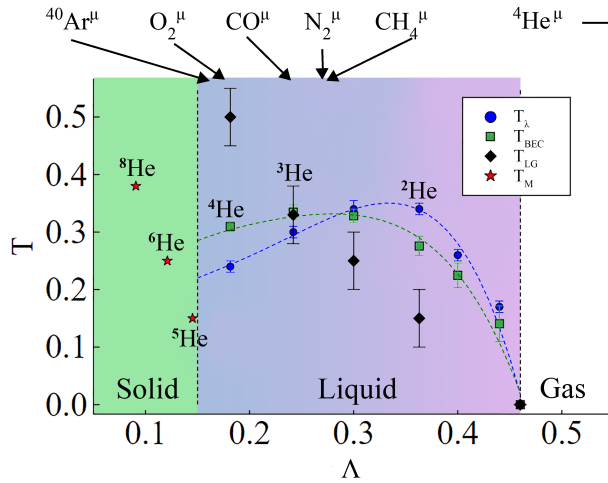 ⁴⁰Ar^μ O₂^μ CO^μ N₂^μ CH₄^μ ⁴He^μ
0.5
0.4
0.3
0.2
0.1
0.0
T
T_λ
T_BEC
T_LG
T_M
⁸He
³He
²He
⁴He
⁶He
⁵He
Solid Liquid Gas
0.1 0.2 0.3 0.4 0.5
Λ